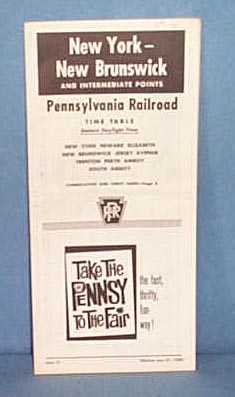 New York –
New Brunswick
AND INTERMEDIATE POINTS
Pennsylvania Railroad
TIME TABLE
Eastern Daylight Time
NEW YORK NEWARK ELIZABETH
NEW BRUNSWICK JERSEY AVENUE
TRENTON PERTH AMBOY
SOUTH AMBOY
PRR
TAKE THE
PENNSY
TO THE FAIR
the fast,
thrifty,
fun
way!